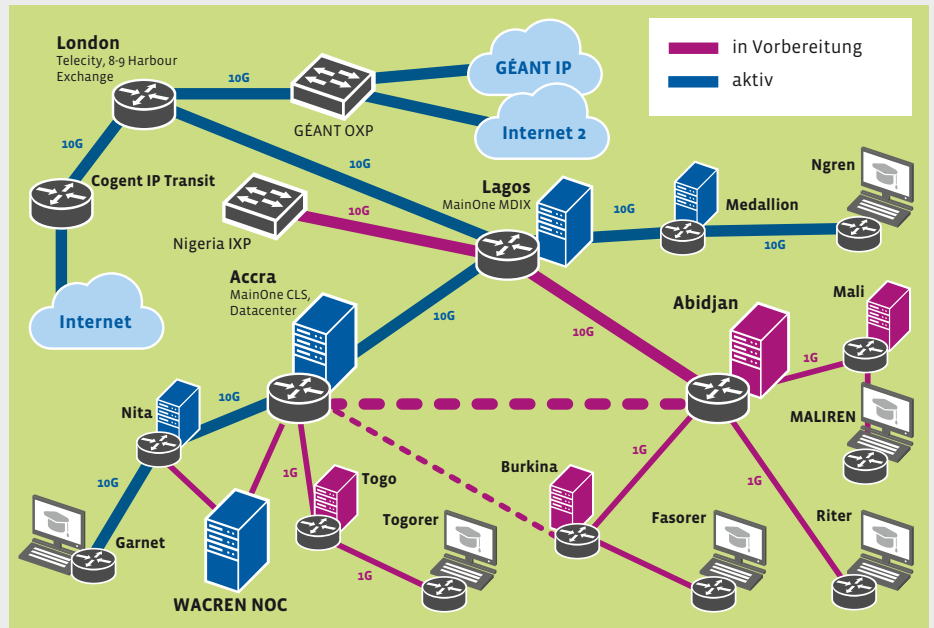 London
Telecity, 8-9 Harbour
Exchange
10G
GÉANT IP
in Vorbereitung
aktiv
GÉANT OXP
Internet 2
10G
Cogent IP Transit
10G
Nigeria IXP
10G
Lagos
MainOne MDIX
10G
Medallion
10G
Ngren
Internet
Accra
MainOne CLS,
Datacenter
10G
10G
Abidjan
Mali
1G
MALIREN
Nita
10G
10G
Garnet
WACREN NOC
1G
Togo
Togorer
1G
Burkina
1G
Fasorer
1G
Riter